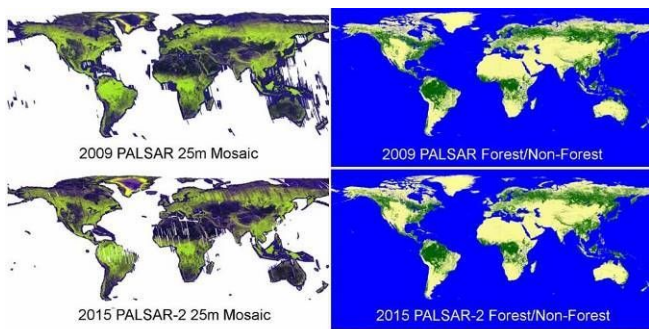 2009 PALSAR 25m Mosaic
2009 PALSAR Forest/Non-Forest
2015 PALSAR-2 25m Mosaic
2015 PALSAR-2 Forest/Non-Forest